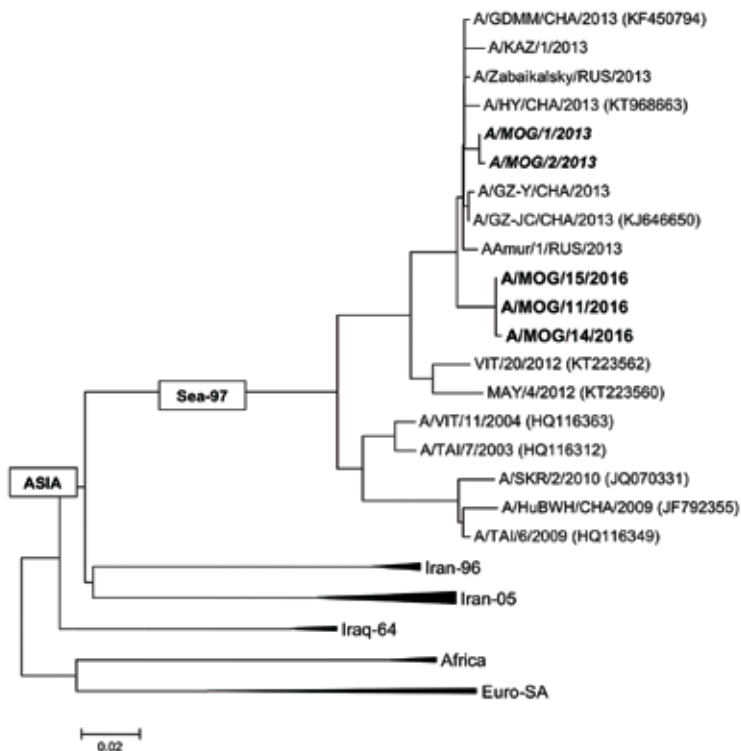 A/GDMM/CHA/2013 (KF450794)
A/KAZ/1/2013
A/Zabaikalsky/RUS/2013
A/HY/CHA/2013 (KT968663)
A/MOG/1/2013
A/MOG/2/2013
A/GZ-Y/CHA/2013
A/GZ-JC/CHA/2013 (KJ646650)
AAmur/1/RUS/2013
A/MOG/15/2016
A/MOG/11/2016
A/MOG/14/2016
VIT/20/2012 (KT223562)
MAY/4/2012 (KT223560)
Sea-97
A/VIT/11/2004 (HQ116363)
A/TAI/7/2003 (HQ116312)
A/SKR/2/2010 (JQ070331)
ASIA
A/HuBWH/CHA/2009 (JF792355)
A/TAI/6/2009 (HQ116349)
Iran-96
Iran-05
Iraq-64
Africa
Euro-SA
0.02